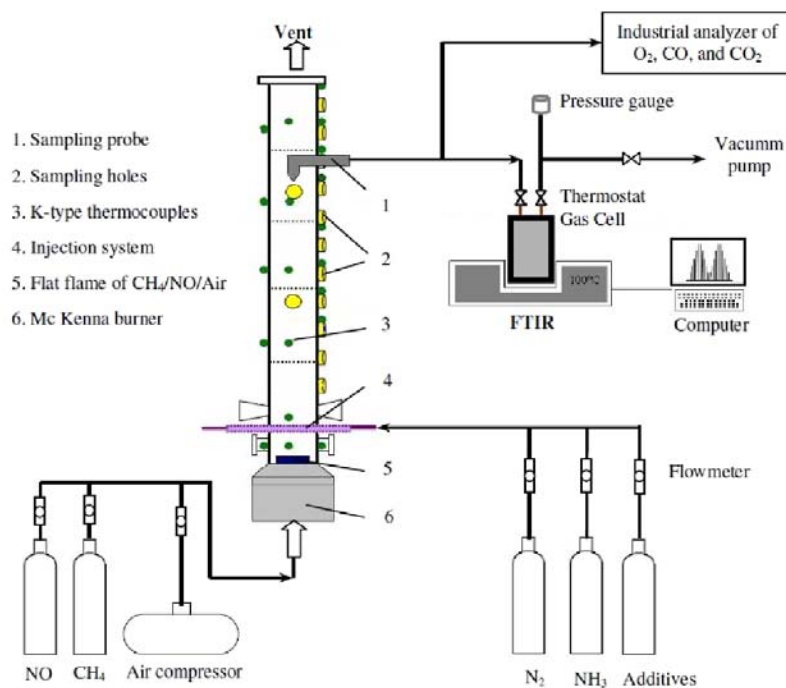 Vent
Industrial analyzer of
O₂, CO, and CO₂
Pressure gauge
Vacumm
pump
1. Sampling probe
2. Sampling holes
3. K-type thermocouples
4. Injection system
5. Flat flame of CH₄/NO/Air
6. Mc Kenna burner
1
Thermostat
Gas Cell
2
100°C
FTIR
Computer
3
4
5
Flowmeter
6
NO
CH₄
Air compressor
N₂
NH₃
Additives